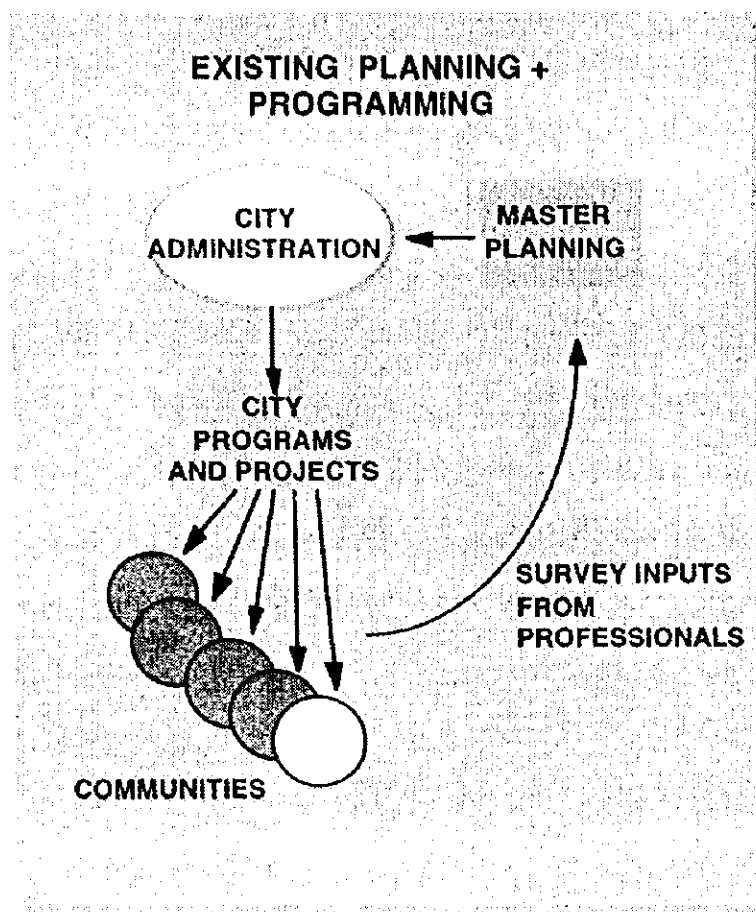 EXISTING PLANNING +
PROGRAMMING
CITY
ADMINISTRATION
MASTER
PLANNING
CITY
PROGRAMS
AND PROJECTS
SURVEY INPUTS
FROM
PROFESSIONALS
COMMUNITIES